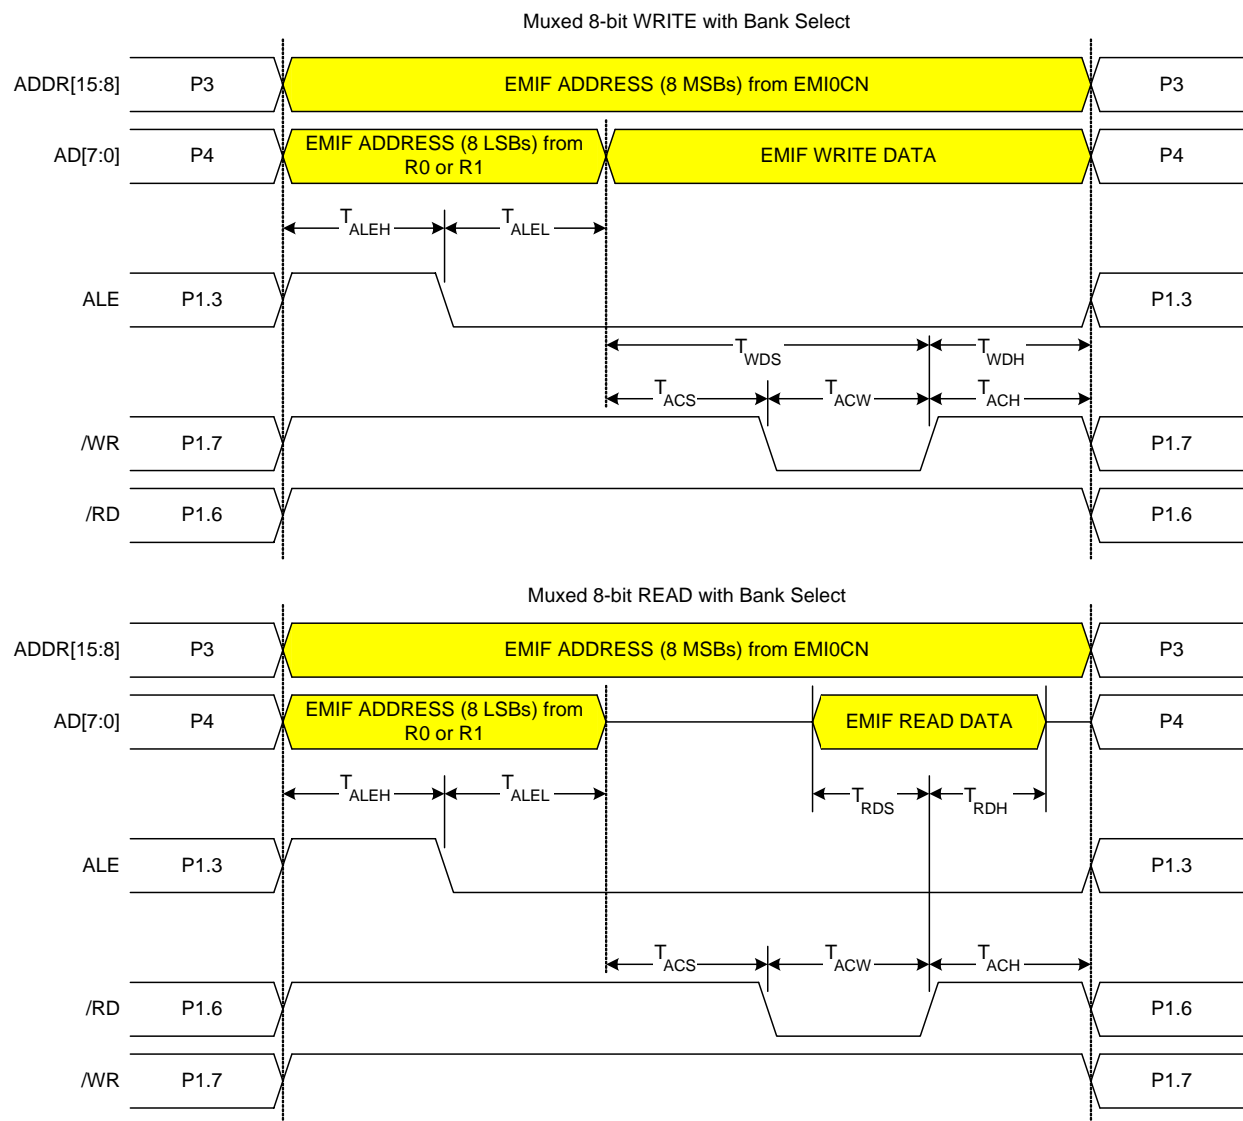 Muxed 8-bit WRITE with Bank Select
ADDR[15:8] P3 EMIF ADDRESS (8 MSBs) from EMI0CN P3
AD[7:0] P4 EMIF ADDRESS (8 LSBs) from
R0 or R1 EMIF WRITE DATA P4
TALEH TALEL
ALE P1.3 P1.3
TWDS TWDH
TACS TACW TACH
/WR P1.7 P1.7
/RD P1.6 P1.6
Muxed 8-bit READ with Bank Select
ADDR[15:8] P3 EMIF ADDRESS (8 MSBs) from EMI0CN P3
AD[7:0] P4 EMIF ADDRESS (8 LSBs) from
R0 or R1 EMIF READ DATA P4
TALEH TALEL TRDS TRDH
ALE P1.3 P1.3
TACS TACW TACH
/RD P1.6 P1.6
/WR P1.7 P1.7